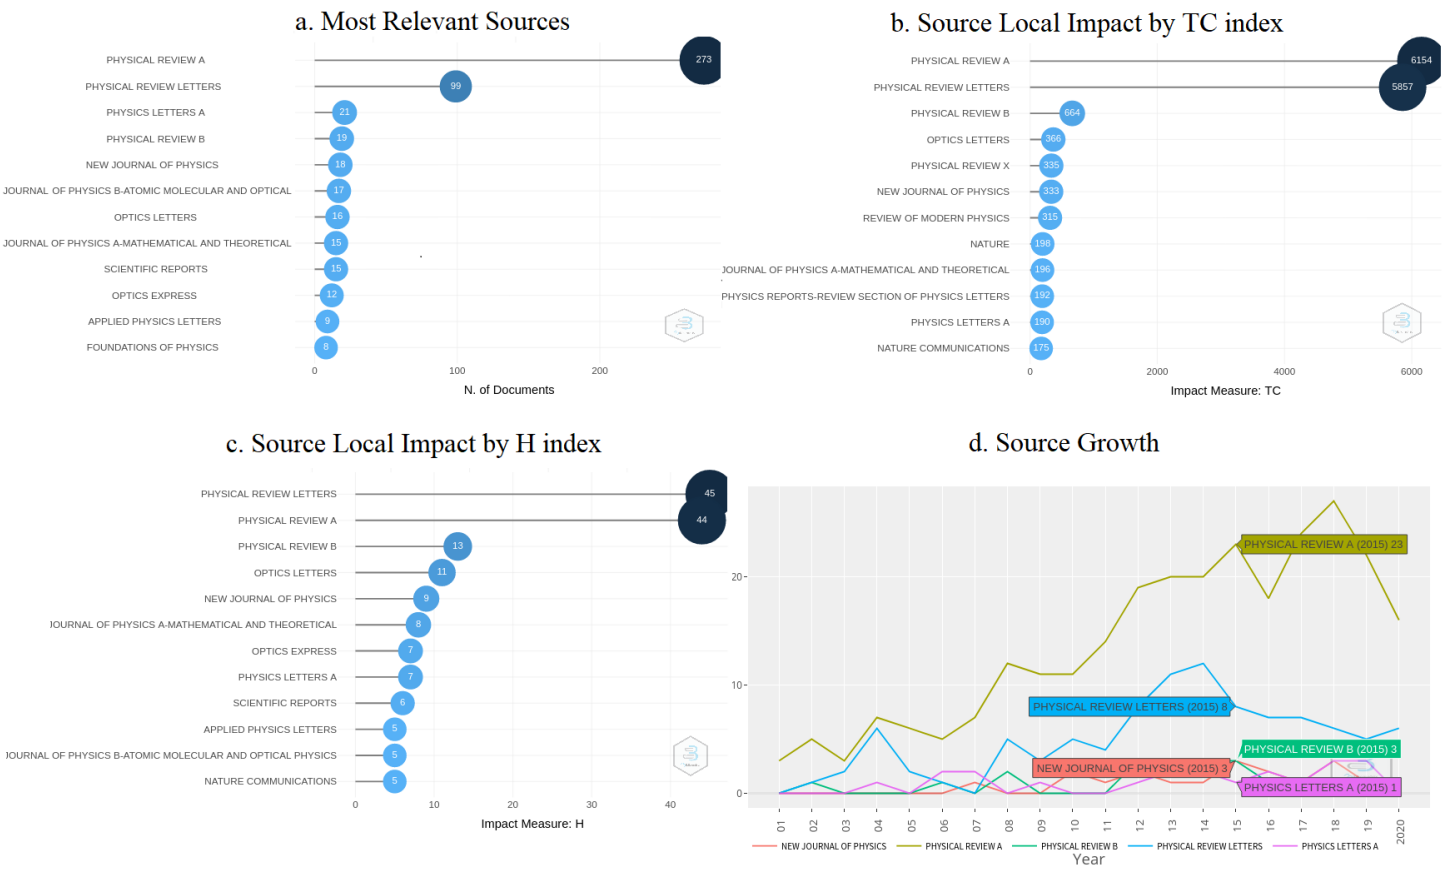 a. Most Relevant Sources
PHYSICAL REVIEW A 273
PHYSICAL REVIEW LETTERS 99
PHYSICS LETTERS A 21
PHYSICAL REVIEW B 19
NEW JOURNAL OF PHYSICS 18
JOURNAL OF PHYSICS B-ATOMIC MOLECULAR AND OPTICAL 17
OPTICS LETTERS 16
JOURNAL OF PHYSICS A-MATHEMATICAL AND THEORETICAL 15
SCIENTIFIC REPORTS 15
OPTICS EXPRESS 12
APPLIED PHYSICS LETTERS 9
FOUNDATIONS OF PHYSICS 8
0 100 200
N. of Documents
b. Source Local Impact by TC index
PHYSICAL REVIEW A 6154
PHYSICAL REVIEW LETTERS 5857
PHYSICAL REVIEW B 664
OPTICS LETTERS 366
PHYSICAL REVIEW X 335
NEW JOURNAL OF PHYSICS 333
REVIEW OF MODERN PHYSICS 315
NATURE 198
JOURNAL OF PHYSICS A-MATHEMATICAL AND THEORETICAL 196
PHYSICS REPORTS-REVIEW SECTION OF PHYSICS LETTERS 192
PHYSICS LETTERS A 190
NATURE COMMUNICATIONS 175
0 2000 4000 6000
Impact Measure: TC
c. Source Local Impact by H index
PHYSICAL REVIEW LETTERS 45
PHYSICAL REVIEW A 44
PHYSICAL REVIEW B 13
OPTICS LETTERS 11
NEW JOURNAL OF PHYSICS 9
JOURNAL OF PHYSICS A-MATHEMATICAL AND THEORETICAL 8
OPTICS EXPRESS 7
PHYSICS LETTERS A 7
SCIENTIFIC REPORTS 6
APPLIED PHYSICS LETTERS 5
JOURNAL OF PHYSICS B-ATOMIC MOLECULAR AND OPTICAL PHYSICS 5
NATURE COMMUNICATIONS 5
0 10 20 30 40
Impact Measure: H
d. Source Growth
PHYSICAL REVIEW A (2015) 23
20
10
PHYSICAL REVIEW LETTERS (2015) 8
PHYSICAL REVIEW B (2015) 3
NEW JOURNAL OF PHYSICS (2015) 3
PHYSICS LETTERS A (2015) 1
0
01 02 03 04 05 06 07 08 09 10 11 12 13 14 15 16 17 18 19 2020
NEW JOURNAL OF PHYSICS PHYSICAL REVIEW A PHYSICAL REVIEW B PHYSICAL REVIEW LETTERS PHYSICS LETTERS A
Year